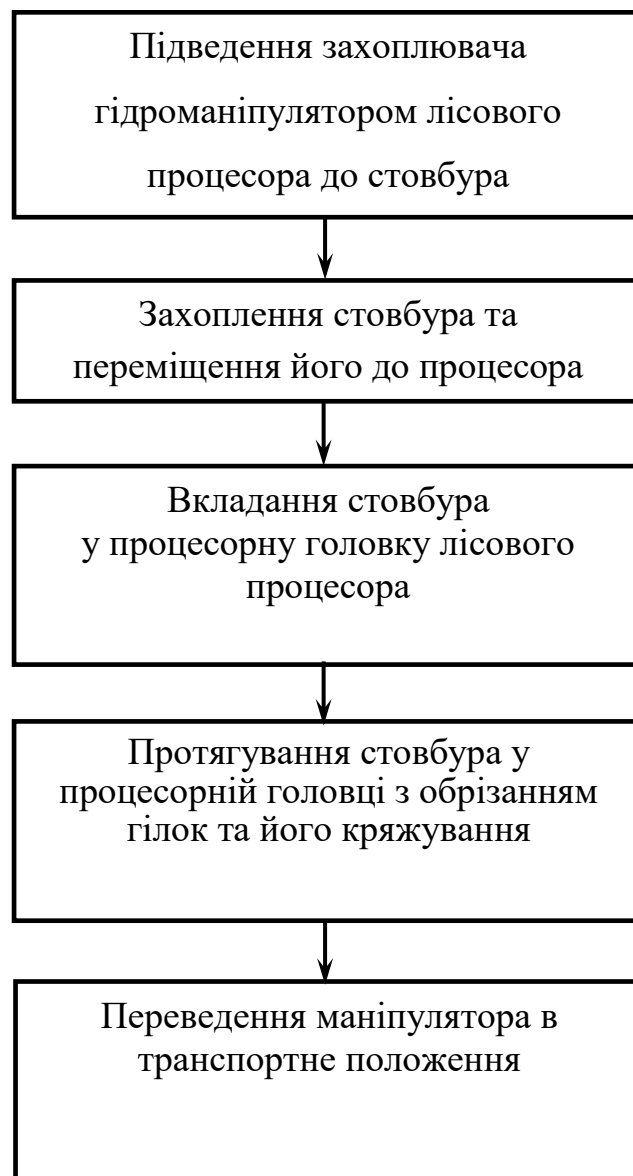 Підведення захоплювача
гідроманіпулятором лісового
процесора до стовбура
Захоплення стовбура та
переміщення його до процесора
Вкладання стовбура
у процесорну головку лісового
процесора
Протягування стовбура у
процесорній головці з обрізанням
гілок та його кряжування
Переведення маніпулятора в
транспортне положення